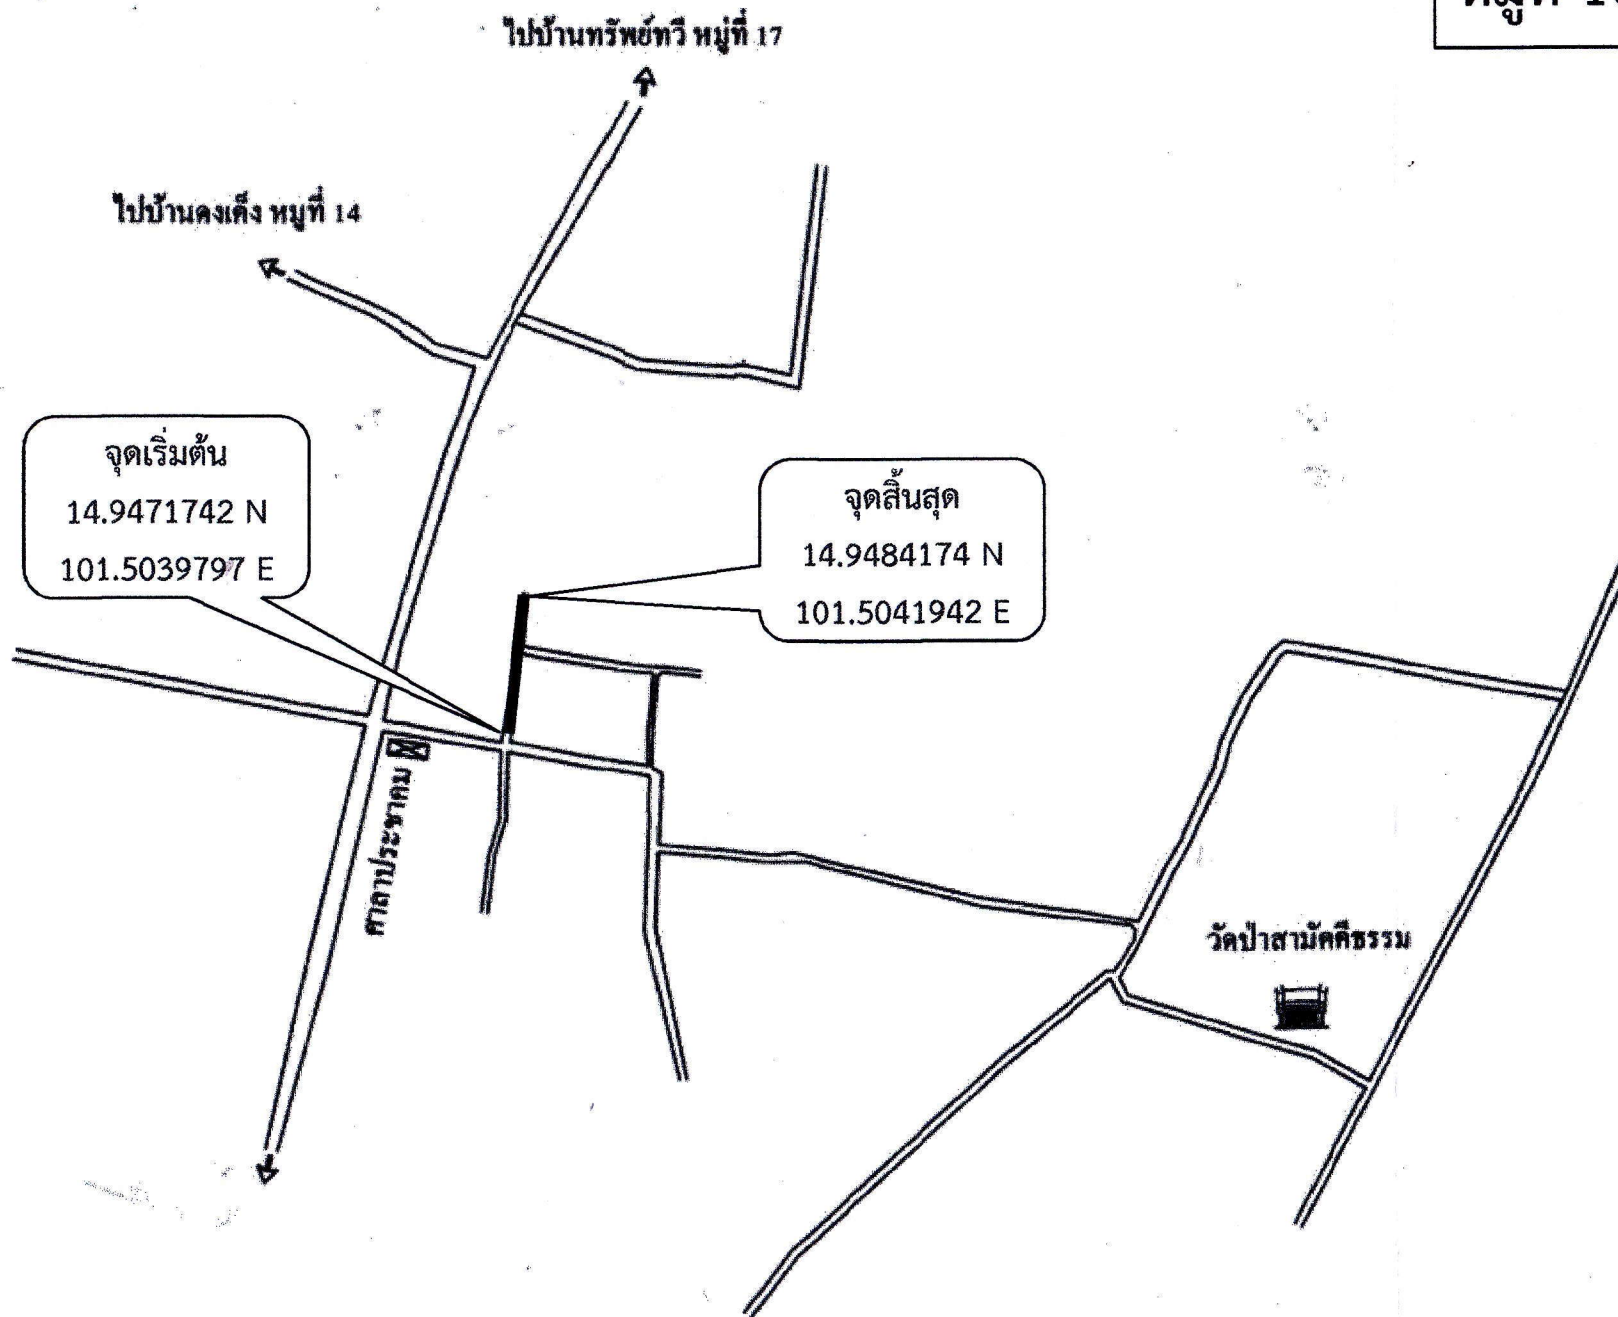 ไปบ้านทรัพย์ทวี หมู่ที่ 17
ไปบ้านดงเค็ง หมูที่ 14
จุดเริ่มต้น
14.9471742 N
101.5039797 E
จุดสิ้นสุด
14.9484174 N
101.5041942 E
ศาลาประชาคม
วัดป่าสามัคคีธรรม